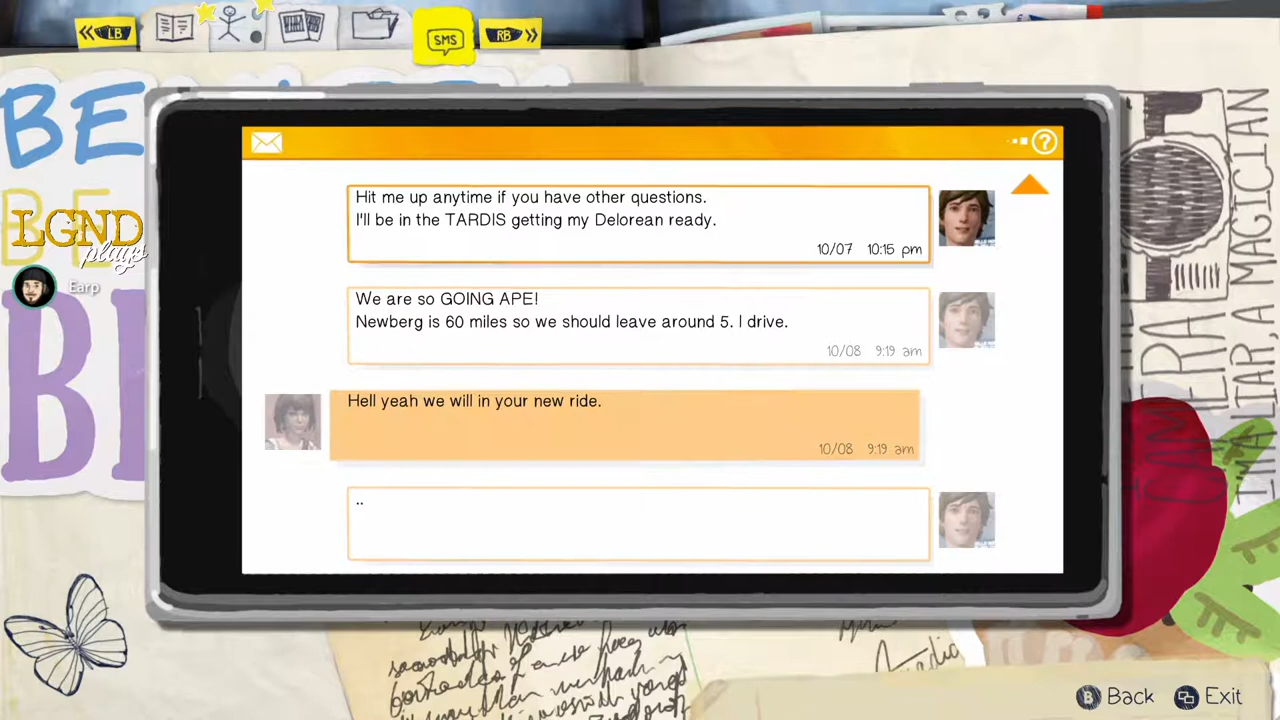 LB
SMS
RB
Hit me up anytime if you have other questions.
I'll be in the TARDIS getting my Delorean ready.
10/07 10:15 pm
We are so GOING APE!
Newberg is 60 miles so we should leave around 5. I drive.
10/08 9:19 am
Hell yeah we will in your new ride.
10/08 9:19 am
..
BE
BE
LGND
plays
Earp
B
I'M A LIAR, A MAGICIAN
B Back
Exit